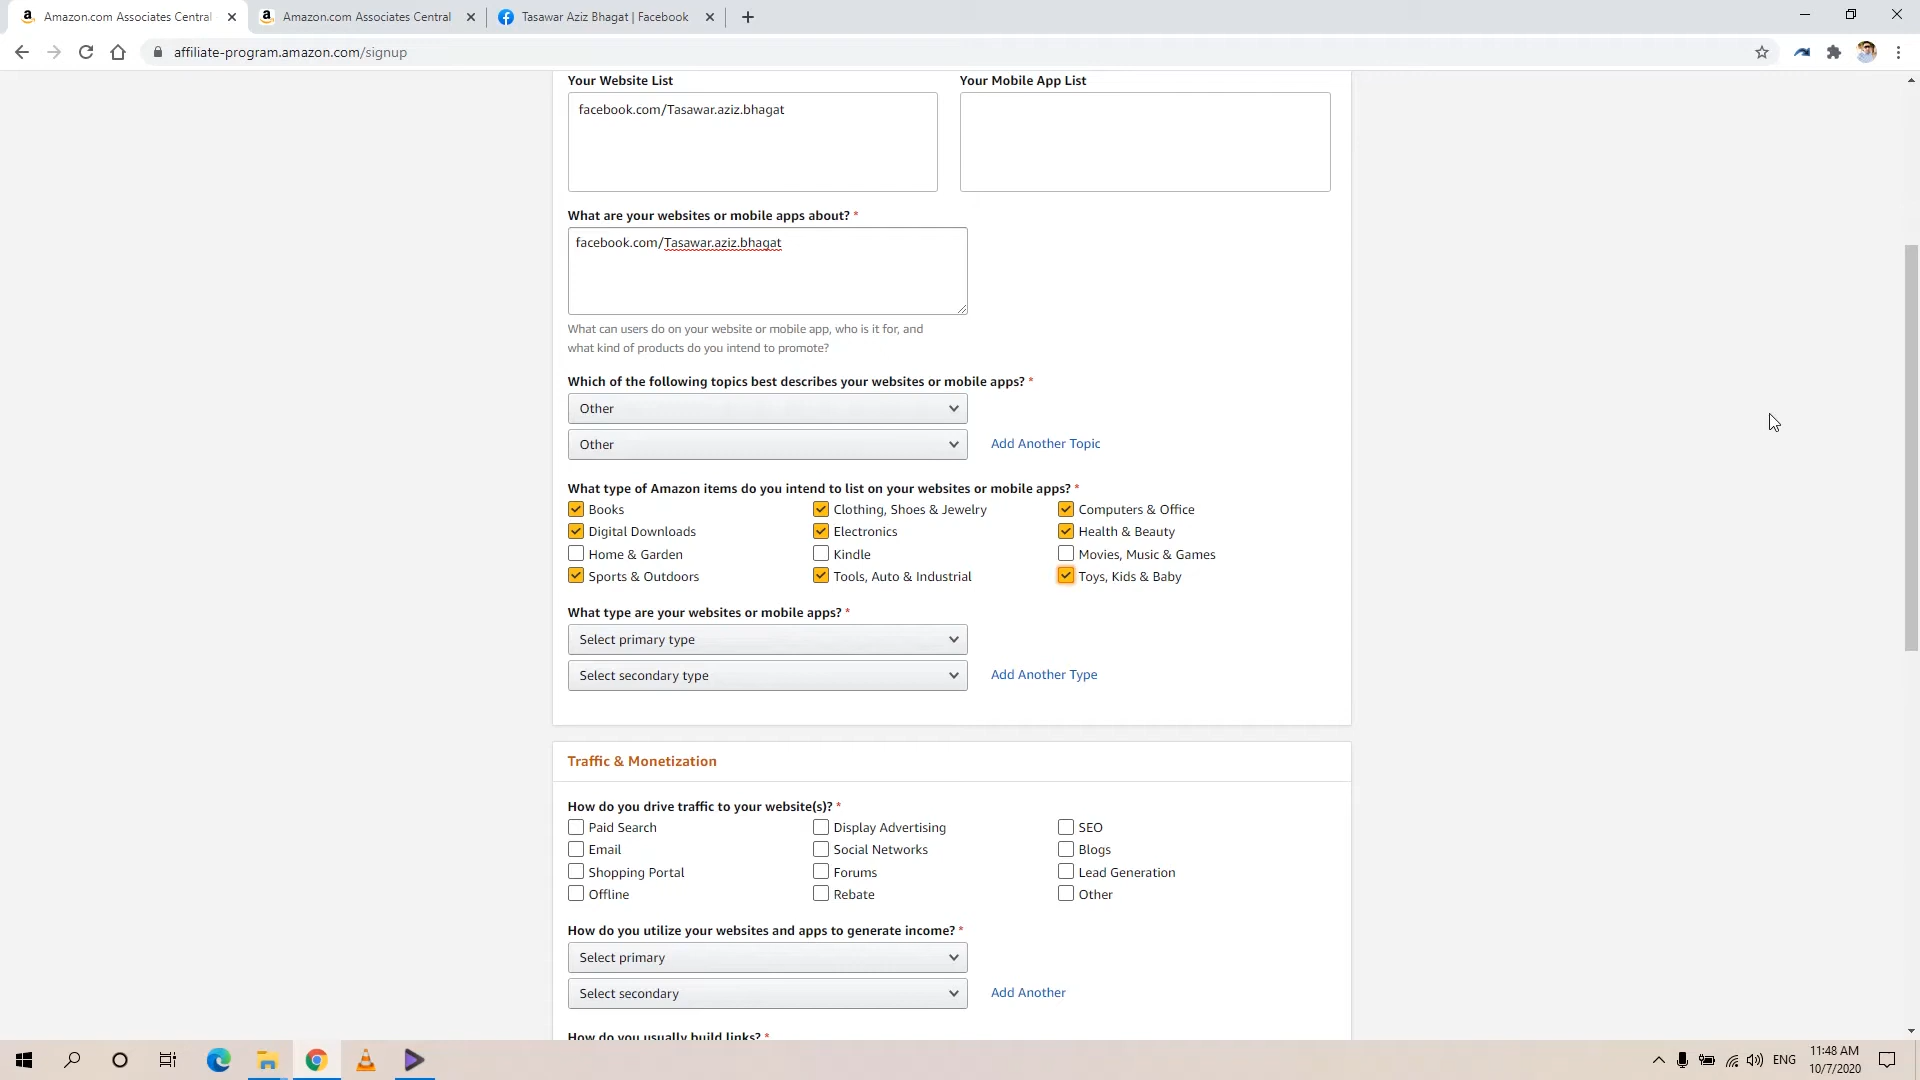 Amazon.com Associates Central
Amazon.com Associates Central
Tasawar Aziz Bhagat | Facebook
affiliate-program.amazon.com/signup
Your Website List
Your Mobile App List
facebook.com/Tasawar.aziz.bhagat
What are your websites or mobile apps about? *
facebook.com/Tasawar.aziz.bhagat
What can users do on your website or mobile app, who is it for, and
what kind of products do you intend to promote?
Which of the following topics best describes your websites or mobile apps? *
Other
Other
Add Another Topic
What type of Amazon items do you intend to list on your websites or mobile apps? *
Books
Clothing, Shoes & Jewelry
Computers & Office
Digital Downloads
Electronics
Health & Beauty
Home & Garden
Kindle
Movies, Music & Games
Sports & Outdoors
Tools, Auto & Industrial
Toys, Kids & Baby
What type are your websites or mobile apps? *
Select primary type
Select secondary type
Add Another Type
Traffic & Monetization
How do you drive traffic to your website(s)? *
Paid Search
Display Advertising
SEO
Email
Social Networks
Blogs
Shopping Portal
Forums
Lead Generation
Offline
Rebate
Other
How do you utilize your websites and apps to generate income? *
Select primary
Select secondary
Add Another
How do you usually build links? *
ENG
11:48 AM
10/7/2020